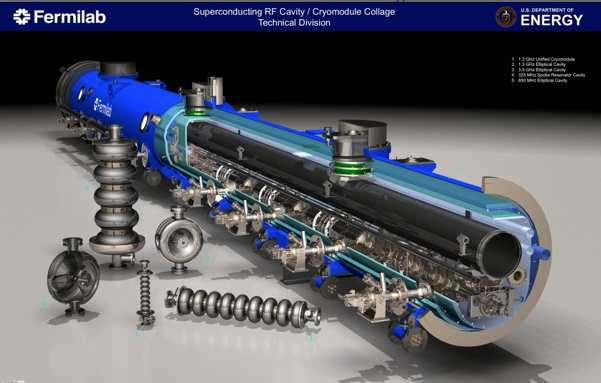 Fermilab
Superconducting RF Cavity / Cryomodule Collage
Technical Division
U.S. DEPARTMENT OF
ENERGY
1. 1.3 GHz Unified Cryomodule
2. 1.3 GHz Elliptical Cavity
3. 3.9 GHz Elliptical Cavity
4. 325 MHz Spoke Resonator Cavity
5. 650 MHz Elliptical Cavity
Fermilab